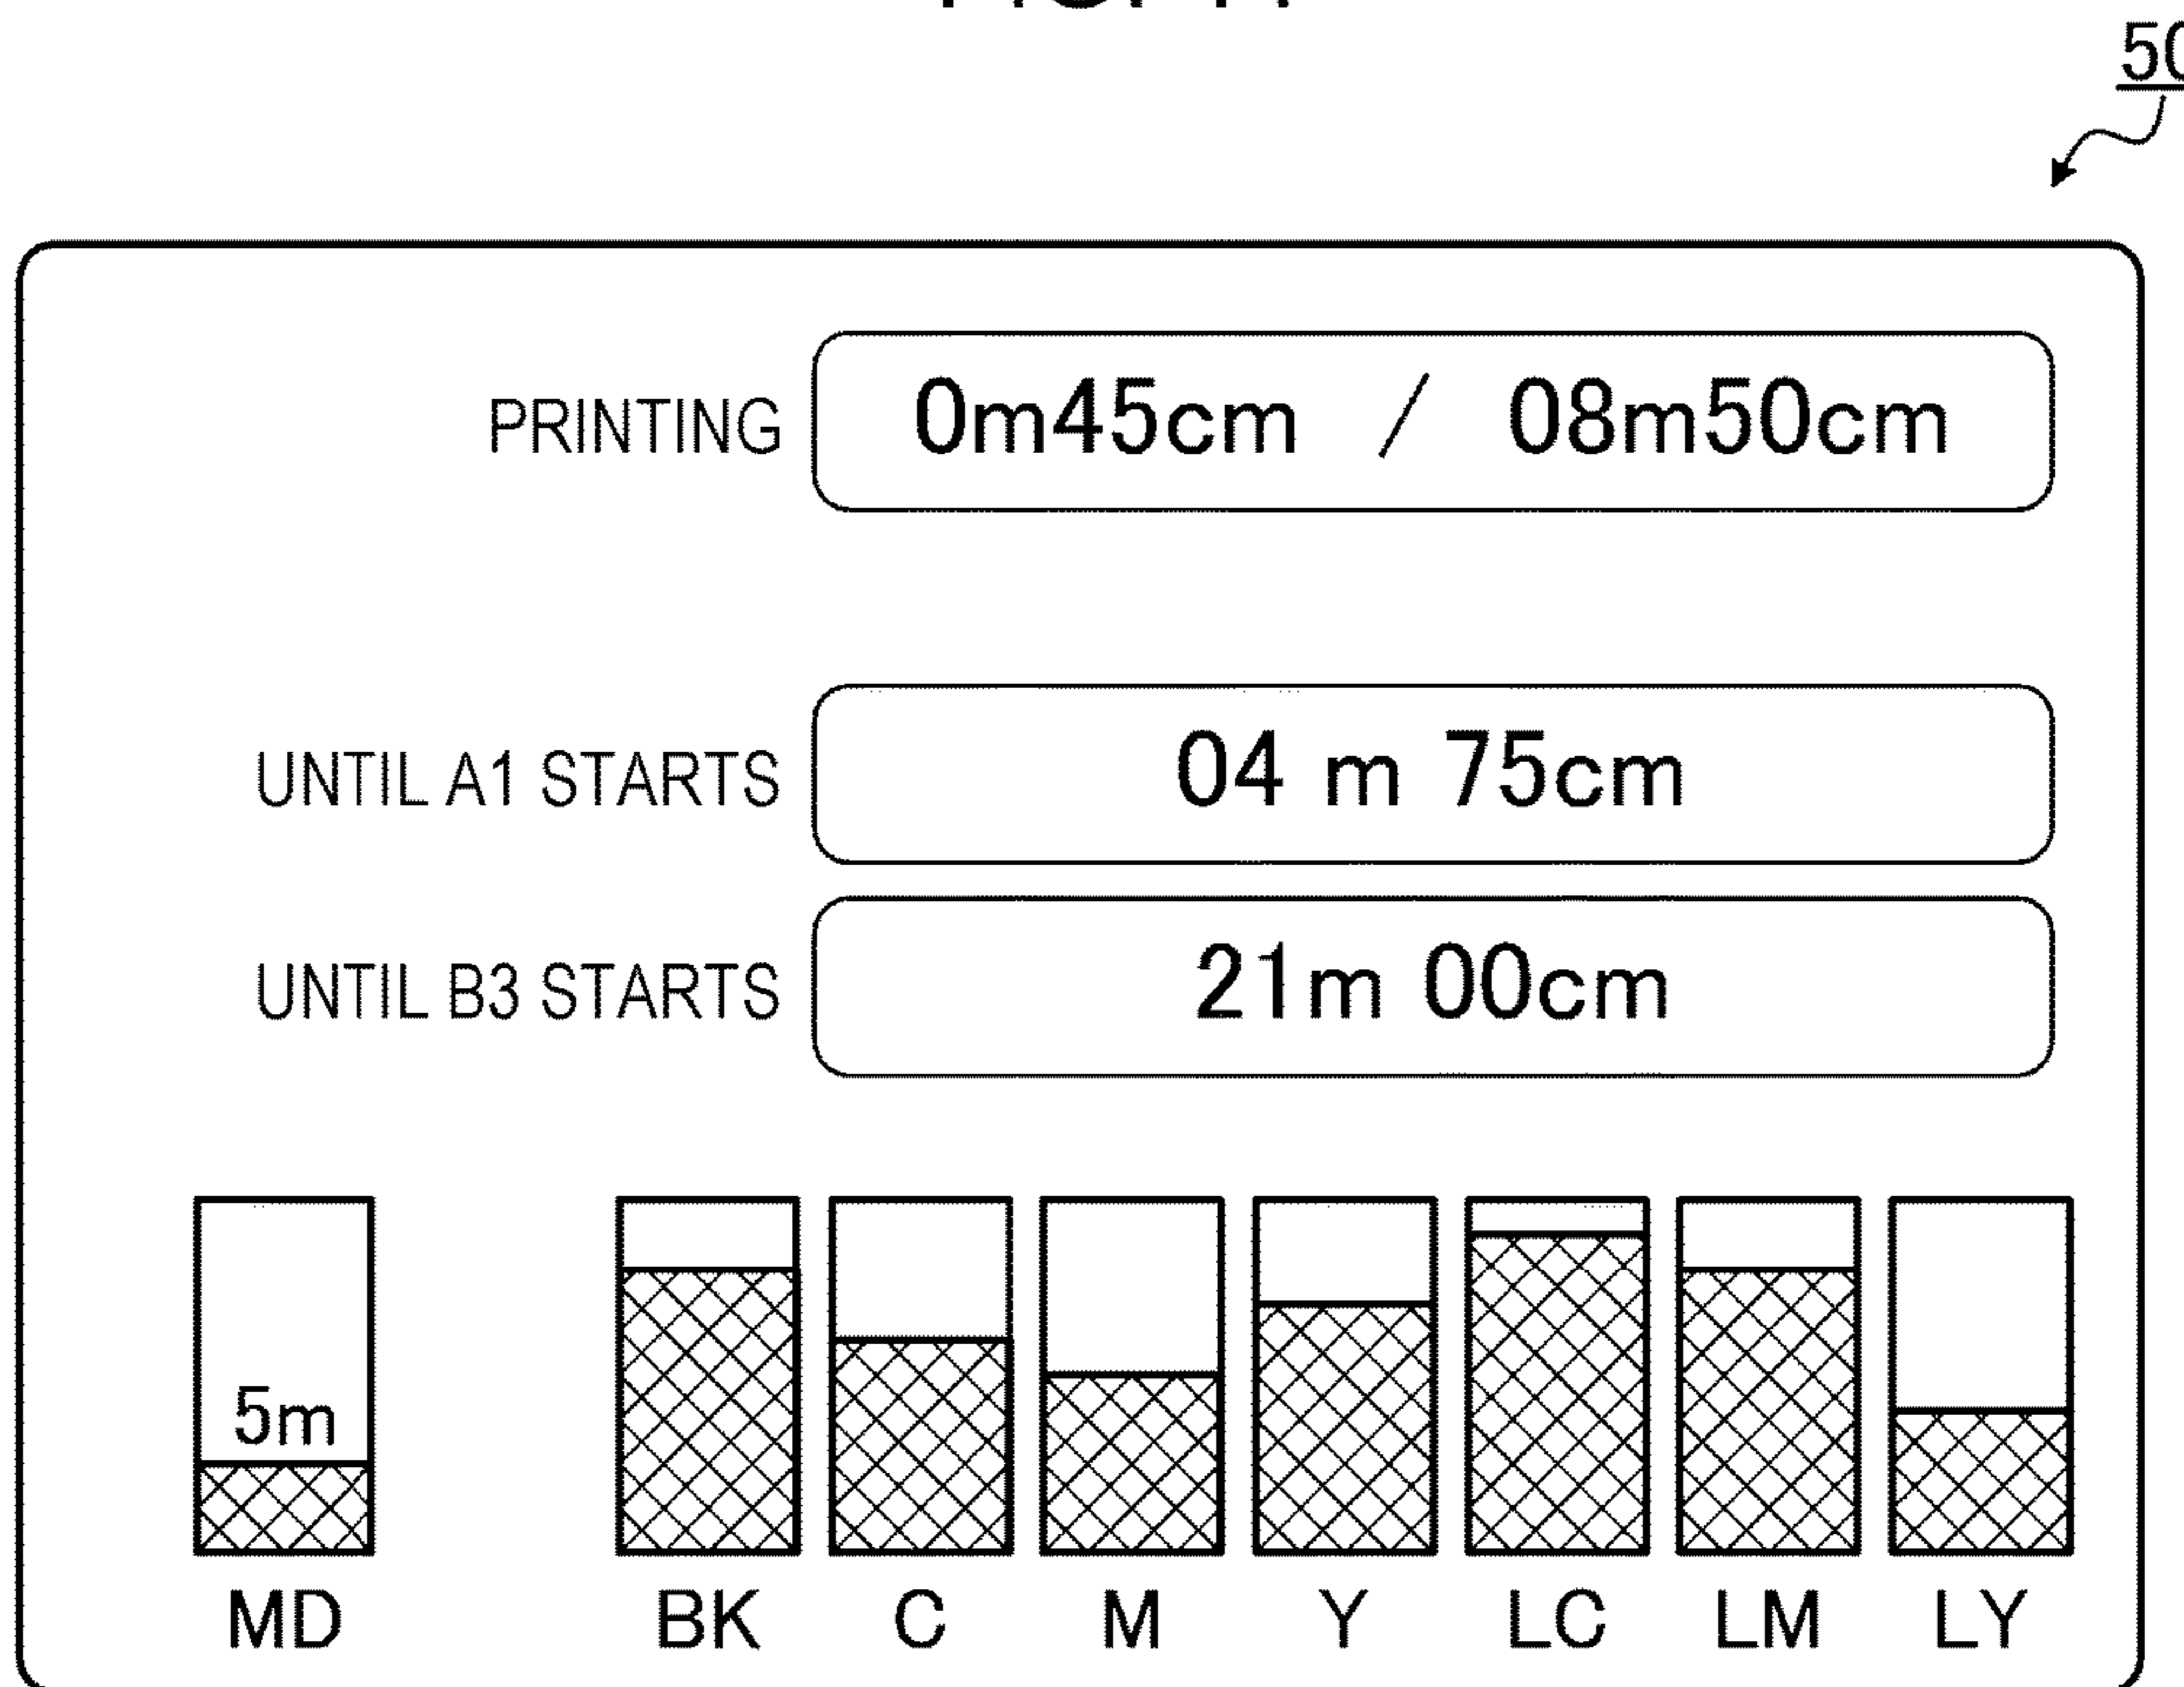 50
PRINTING 0m45cm / 08m50cm
UNTIL A1 STARTS 04 m 75cm
UNTIL B3 STARTS 21m 00cm
5m
MD BK C M Y LC LM LY